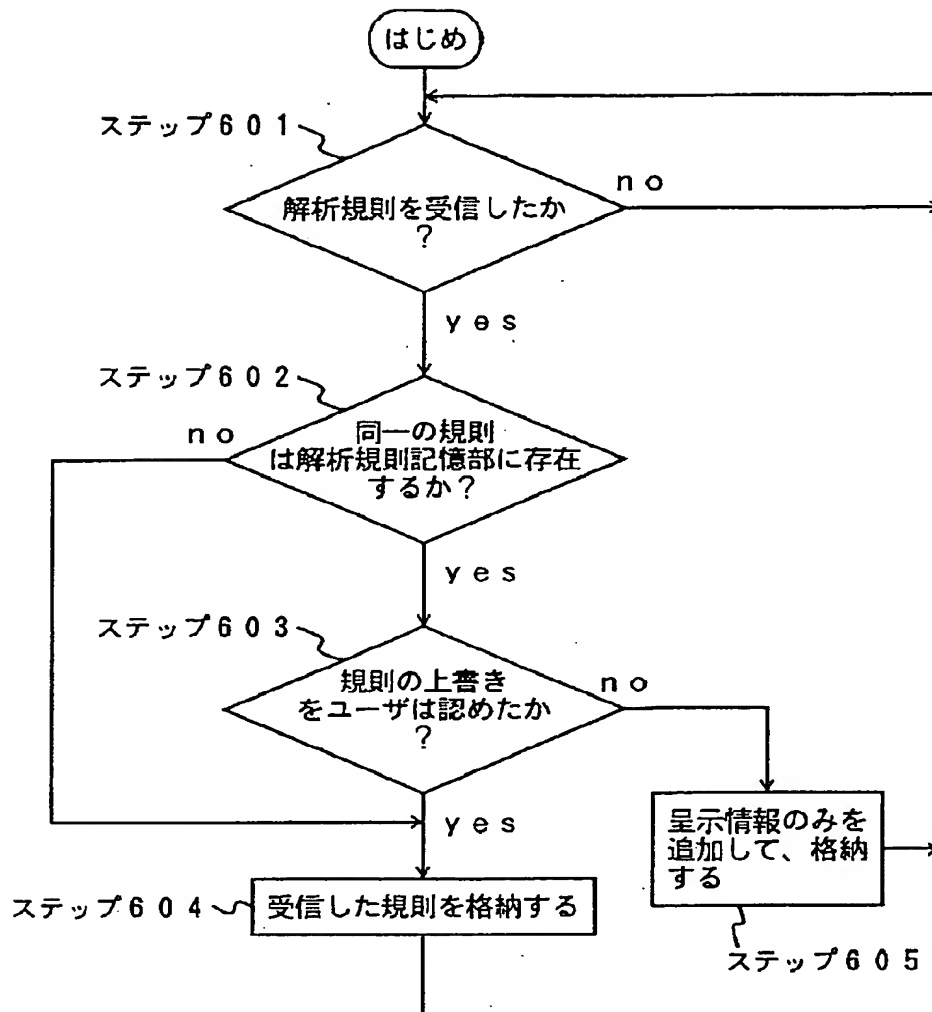 はじめ
ステップ601
解析規則を受信したか
?
no
yes
ステップ602
no
同一の規則
は解析規則記憶部に存在
するか?
yes
ステップ603
規則の上書き
をユーザは認めたか
?
no
yes
呈示情報のみを
追加して、格納
する
ステップ604
受信した規則を格納する
ステップ605